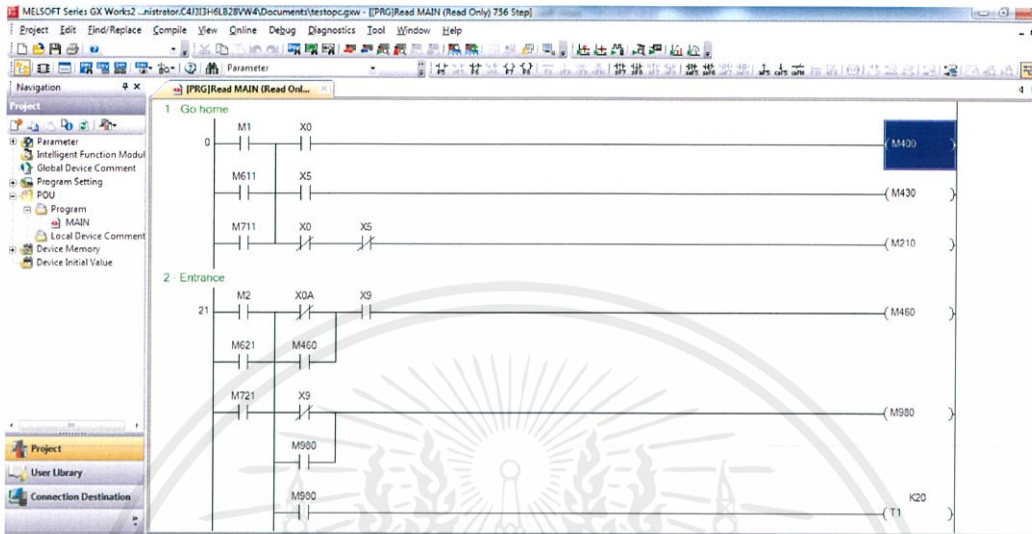 MELSOFT Series GX Works2 ...nistrator.C4J3I3H6LB28VW4\Documents\testopc.gxw - [[PRG]Read MAIN (Read Only) 756 Step]
Project Edit Find/Replace Compile View Online Debug Diagnostics Tool Window Help
Parameter
Navigation
[PRG]Read MAIN (Read Onl...
Project
Parameter
Intelligent Function Modul
Global Device Comment
Program Setting
POU
Program
MAIN
Local Device Comment
Device Memory
Device Initial Value
Project
User Library
Connection Destination
1 - Go home
M1 X0
0 M400
M611 X5
M430
M711 X0 X5
M210
2 - Entrance
M2 X0A X9
21 M460
M621 M460
M721 X9
M980
M980
M980 K20
T1